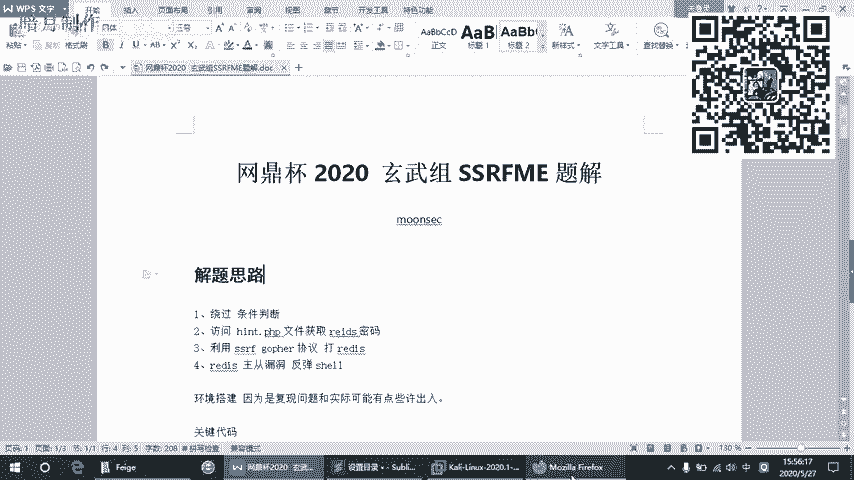 WPS 文字
开始
插入
页面布局
引用
审阅
视图
开发工具
特色功能
暗月制作
粘贴
复制
格式刷
AaBbCcD
AaB
AaBb
正文
标题 1
标题 2
新样式
文字工具
查找替换
网鼎杯2020 玄武组SSRFME题解.doc
网鼎杯 2020 玄武组 SSRFME 题解
moonsec
解题思路
1、绕过 条件判断
2、访问 hint.php 文件获取 reids 密码
3、利用 ssrf gopher 协议 打 redis
4、redis 主从漏洞 反弹 shell
环境搭建 因为是复现问题和实际可能有点些许出入。
关键代码
页码: 1 页面: 1/3 节: 1/1 行: 4 列: 5 字数: 208 拼写检查 兼容模式
130 %
Feige
网鼎杯2020 玄武...
设置目录 • - Subli...
Kali-Linux-2020.1-...
Mozilla Firefox
中
15:56:17
2020/5/27